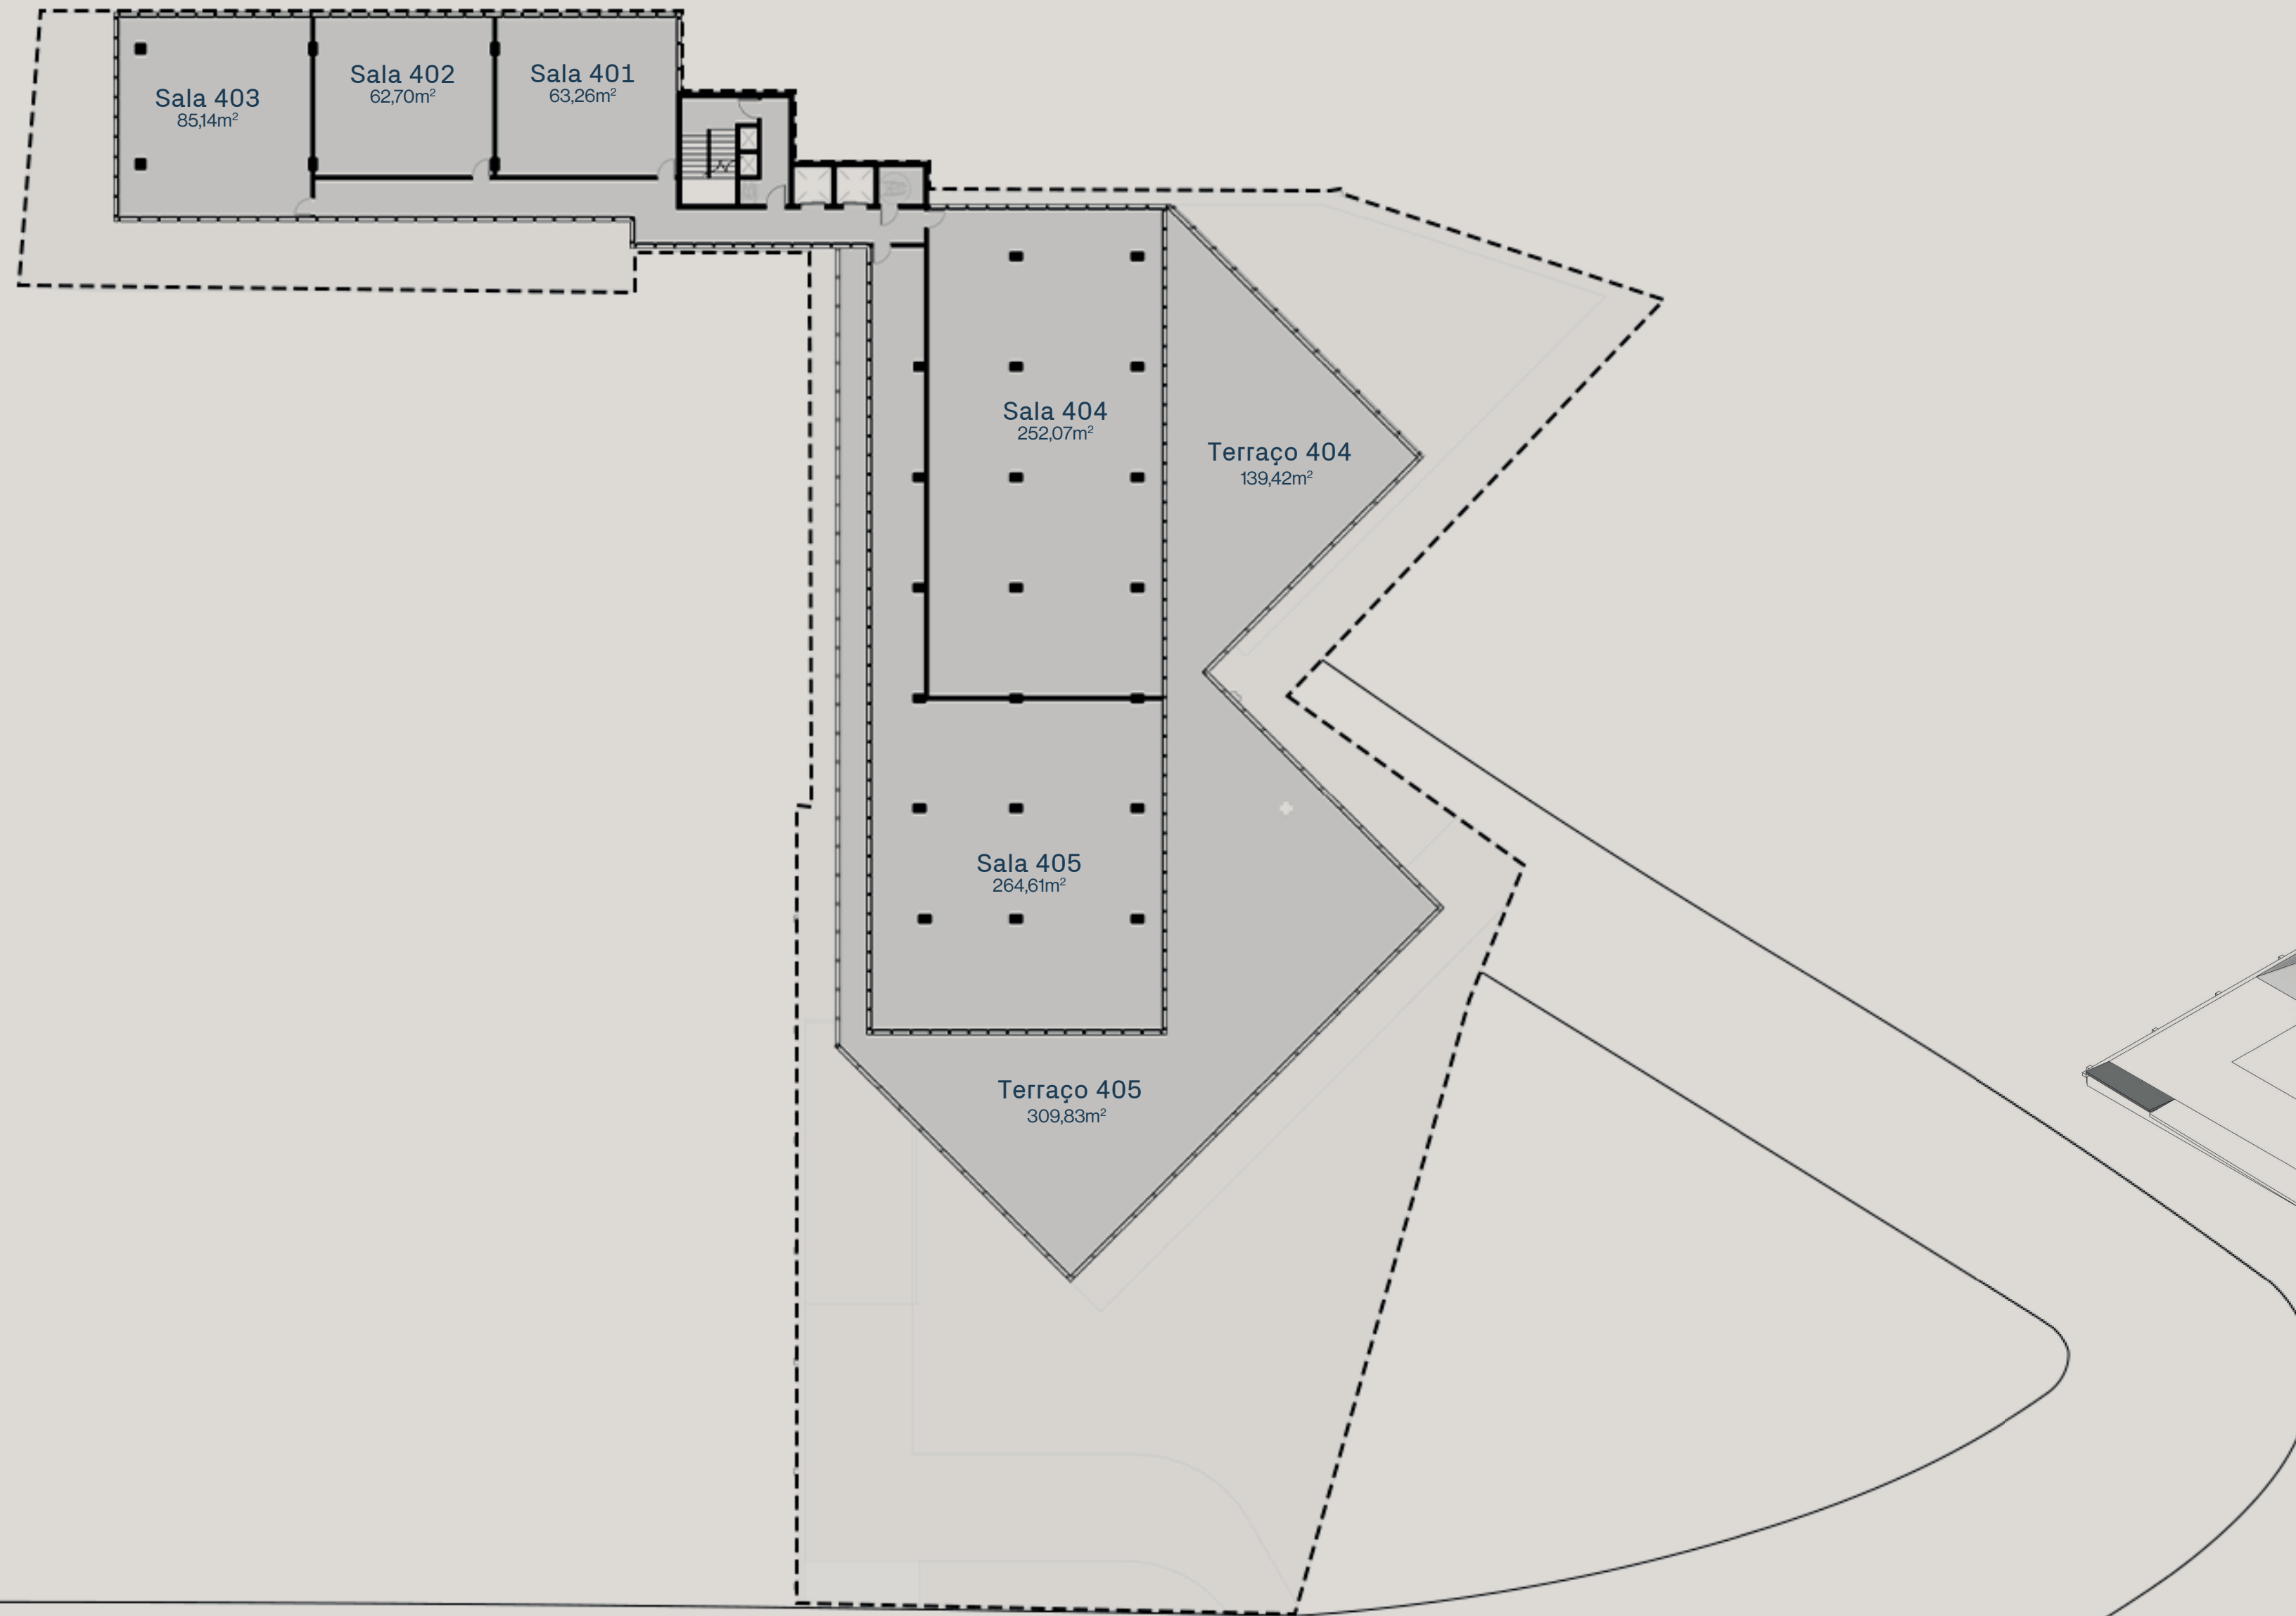 Sala 403
85,14m²
Sala 402
62,70m²
Sala 401
63,26m²
Sala 404
252,07m²
Terraço 404
139,42m²
Sala 405
264,61m²
Terraço 405
309,83m²